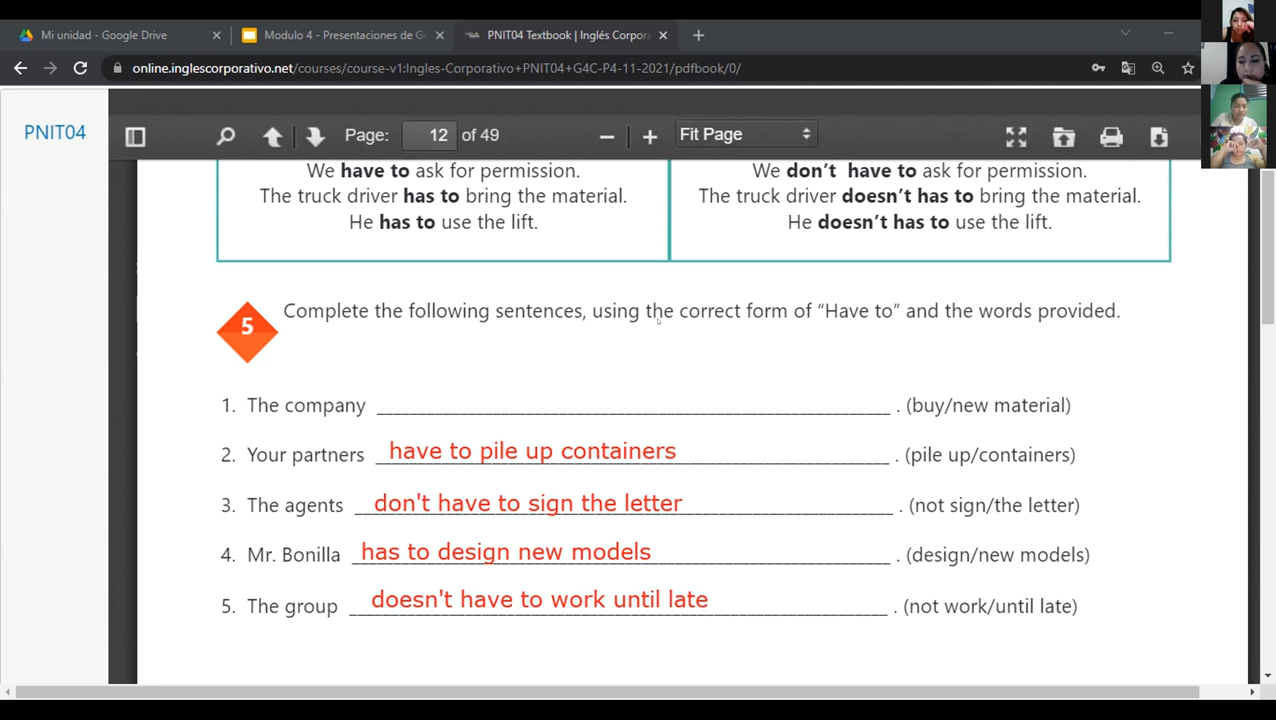 Mi unidad - Google Drive
Modulo 4 - Presentaciones de G
PNIT04 Textbook | Inglés Corpor
online.inglescorporativo.net/courses/course-v1:Ingles-Corporativo+PNIT04+G4C-P4-11-2021/pdfbook/0/
PNIT04
Page: 12 of 49
Fit Page
We have to ask for permission.
The truck driver has to bring the material.
He has to use the lift.
We don't have to ask for permission.
The truck driver doesn't has to bring the material.
He doesn't has to use the lift.
5 Complete the following sentences, using the correct form of “Have to” and the words provided.
1. The company ______ . (buy/new material)
2. Your partners have to pile up containers . (pile up/containers)
3. The agents don't have to sign the letter . (not sign/the letter)
4. Mr. Bonilla has to design new models . (design/new models)
5. The group doesn't have to work until late . (not work/until late)